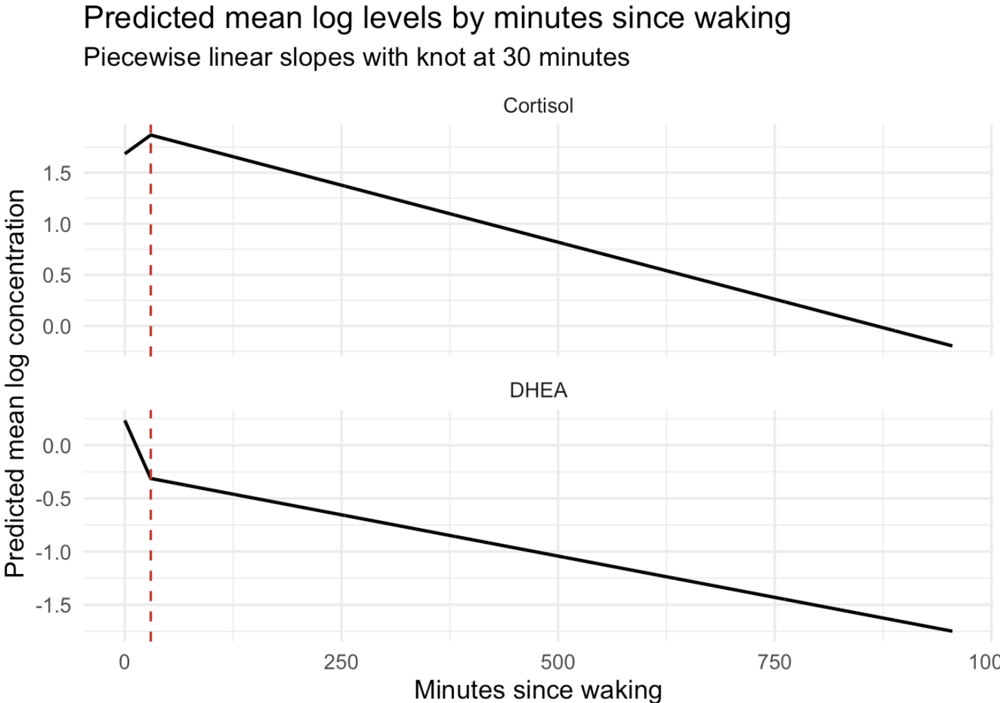 Predicted mean log levels by minutes since waking
Piecewise linear slopes with knot at 30 minutes
Cortisol
1.5
1.0
0.5
0.0
Predicted mean log concentration
DHEA
0.0
-0.5
-1.0
-1.5
0 250 500 750 100
Minutes since waking